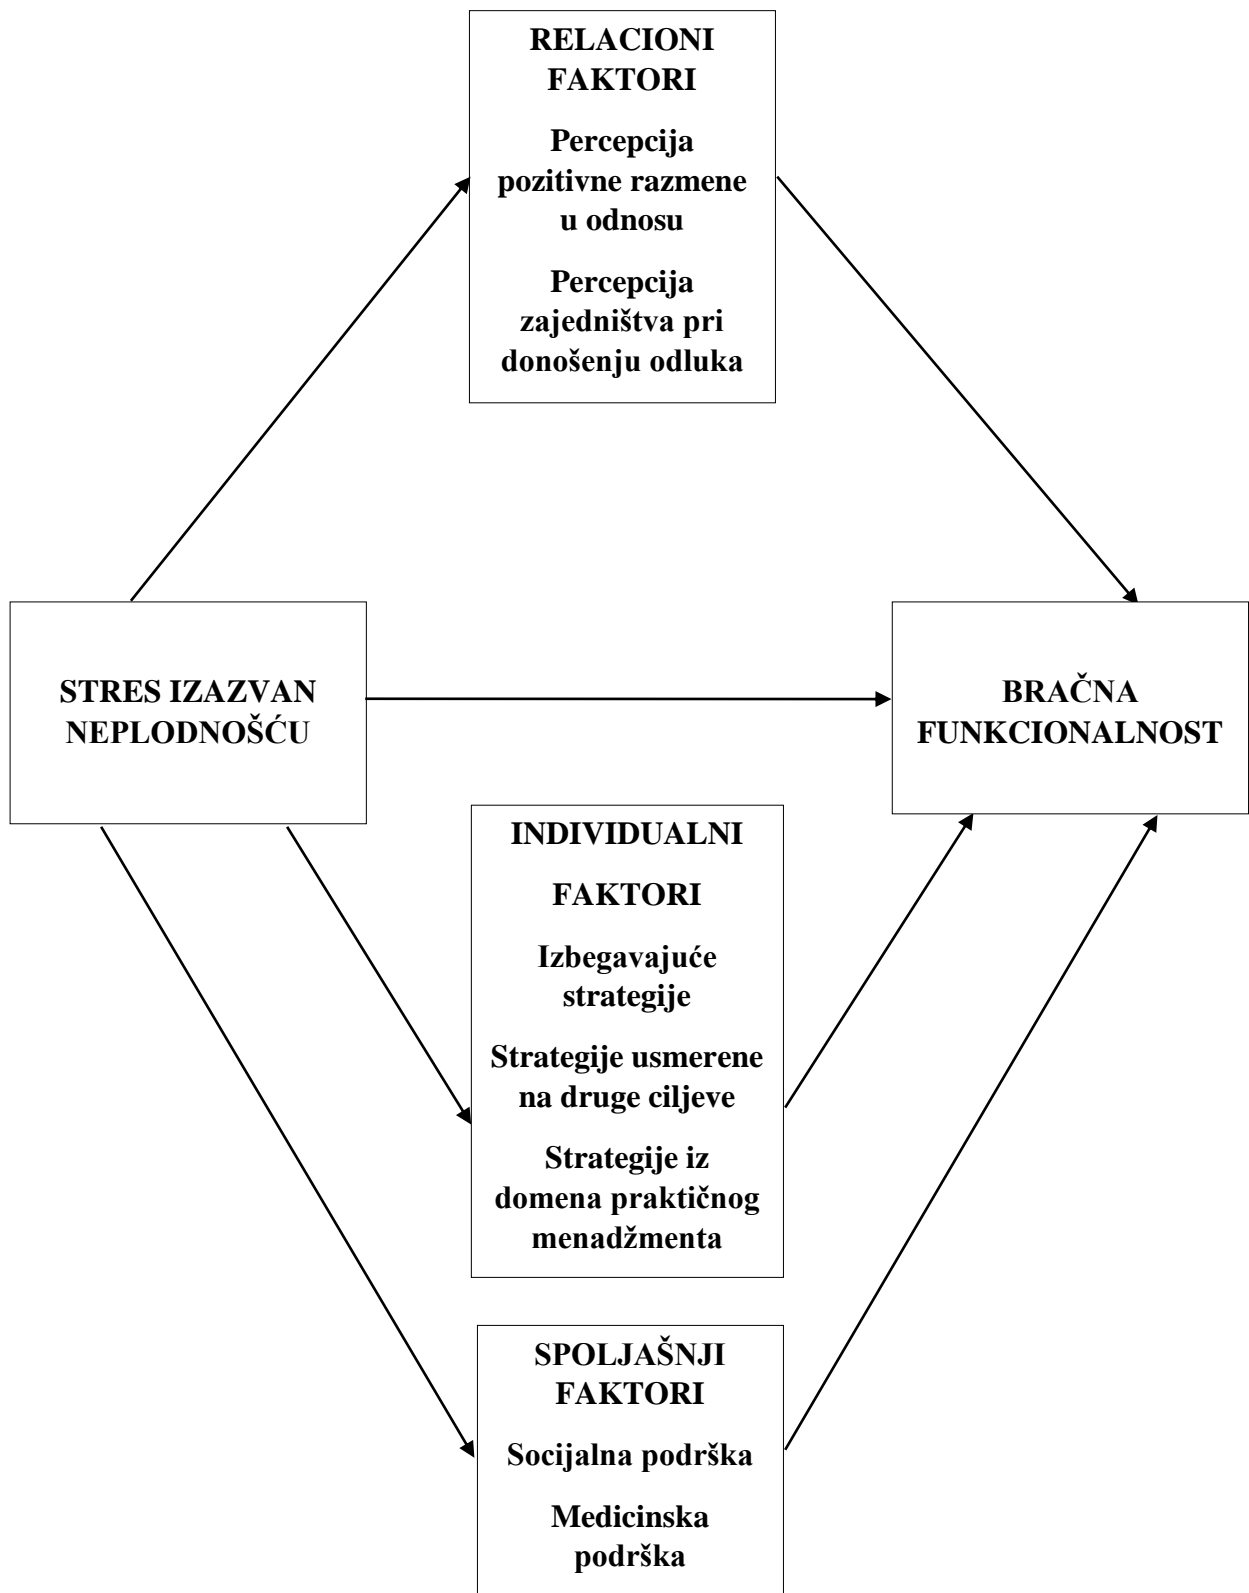 RELACIONI
FAKTORI
Percepcija
pozitivne razmene
u odnosu
Percepcija
zajedništva pri
donošenju odluka
STRES IZAZVAN
NEPLODNOŠĆU
BRAČNA
FUNKCIONALNOST
INDIVIDUALNI
FAKTORI
Izbegavajuće
strategije
Strategije usmerene
na druge ciljeve
Strategije iz
domena praktičnog
menadžmenta
SPOLJAŠNJI
FAKTORI
Socijalna podrška
Medicinska
podrška